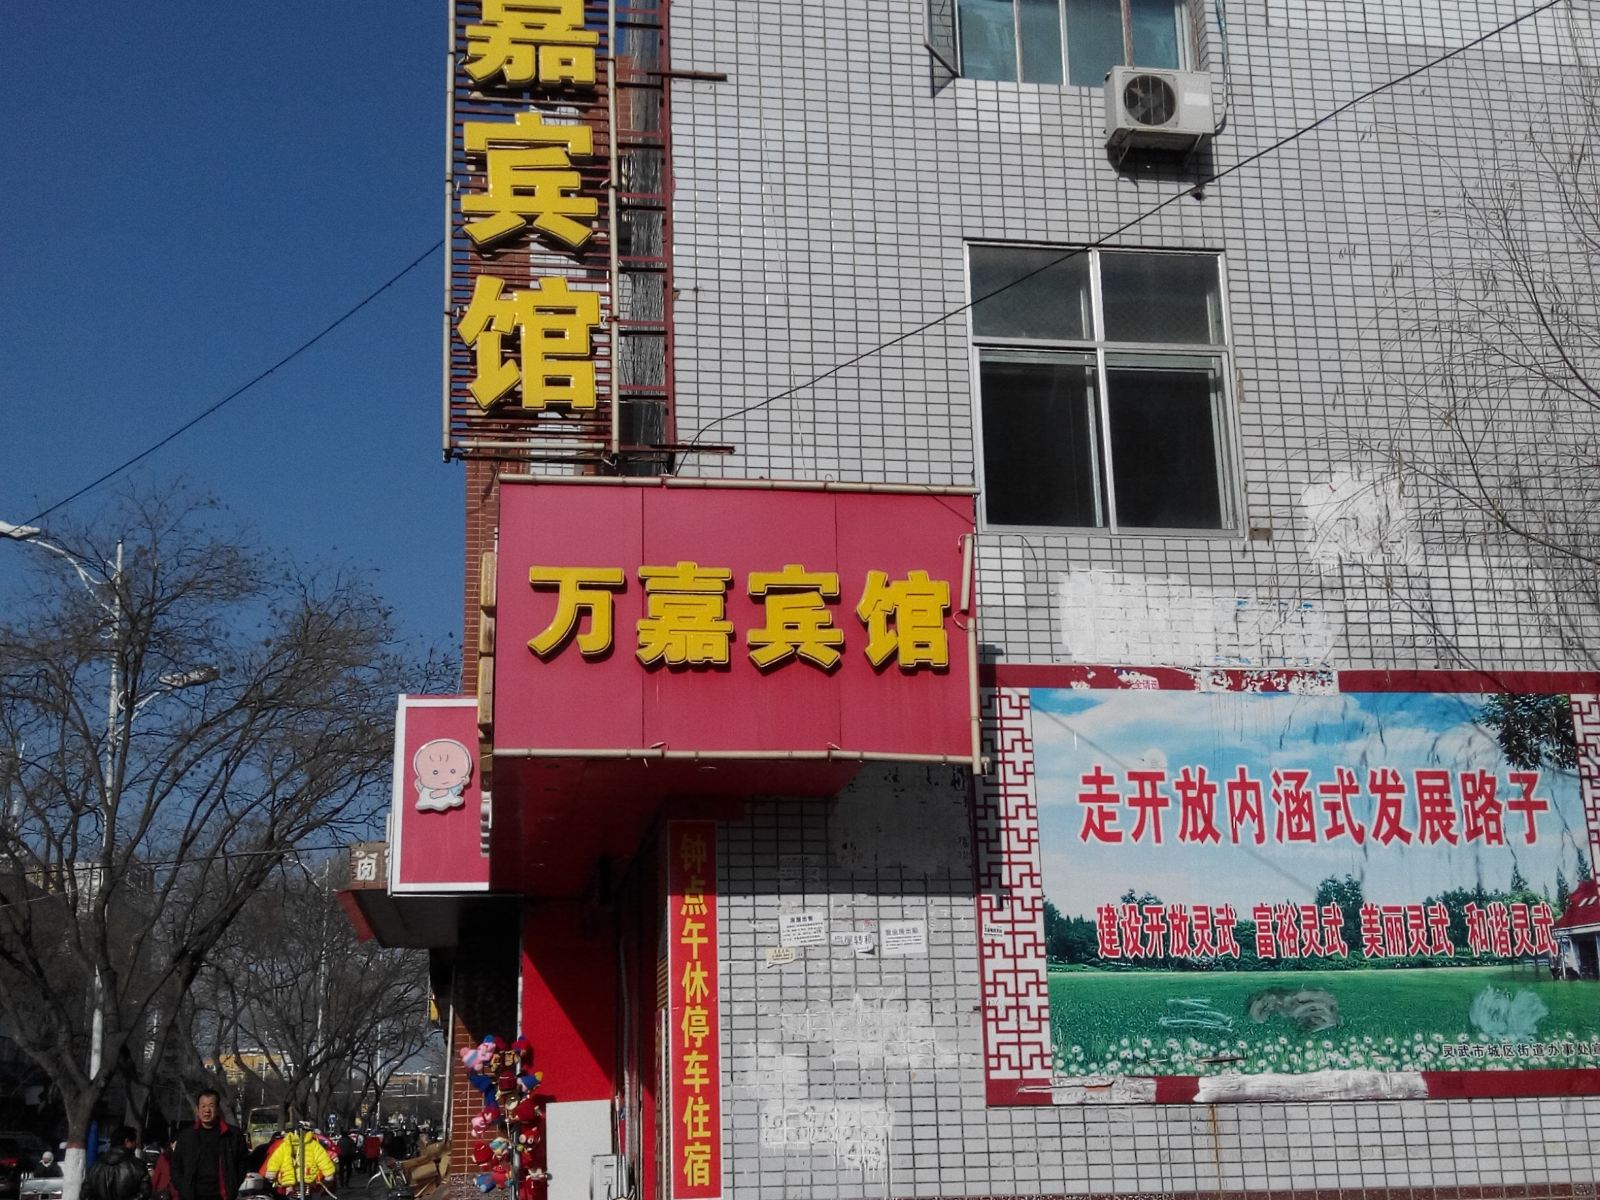 嘉宾馆
万嘉宾馆
钟点午休停车住宿
走开放内涵式发展路子
建设开放灵武 富裕灵武 美丽灵武 和谐灵武
灵武市城区街道办事处宣